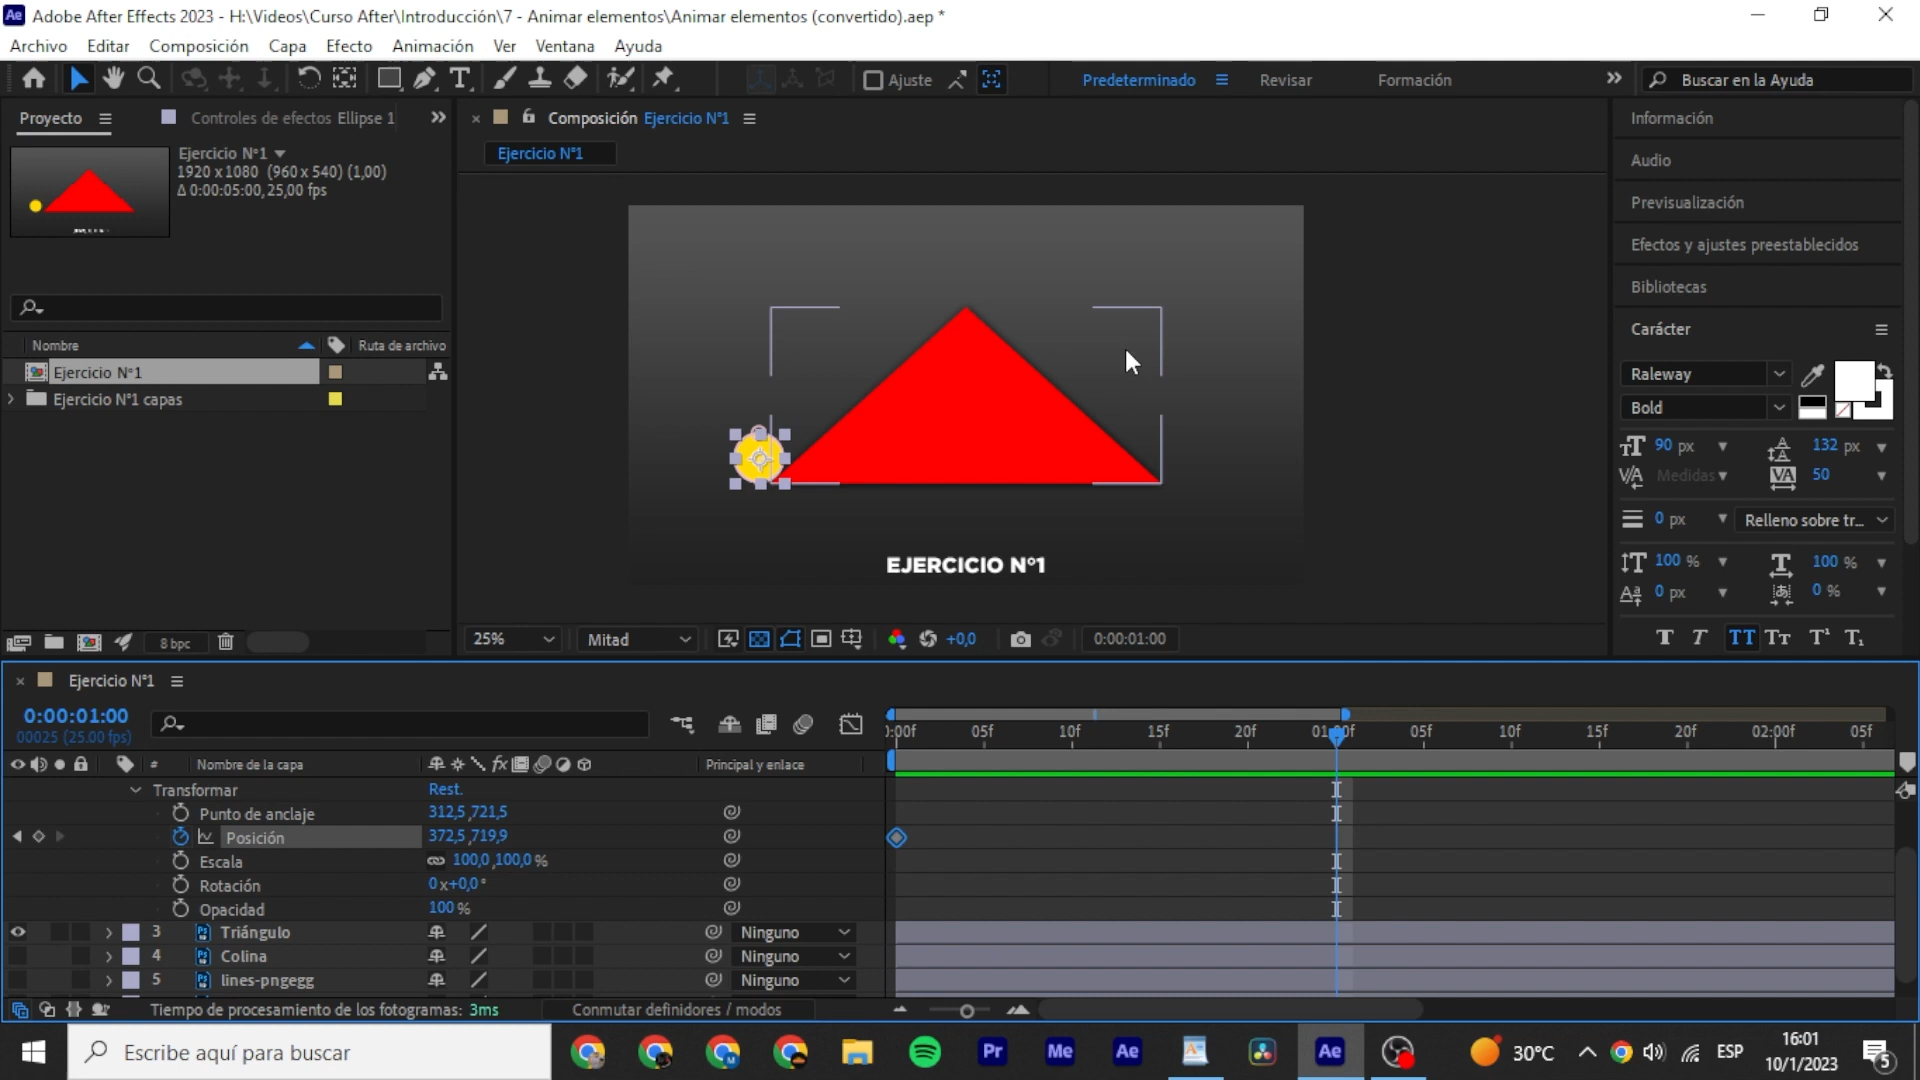 Adobe After Effects 2023 - H:\Videos\Curso After\Introducción\7 - Animar elementos\Animar elementos (convertido).aep *
Archivo Editar Composición Capa Efecto Animación Ver Ventana Ayuda
Ajuste Predeterminado Revisar Formación Buscar en la Ayuda
Proyecto Controles de efectos Ellipse 1
Ejercicio N°1
1920 x 1080 (960 x 540) (1,00)
Δ 0:00:05:00, 25,00 fps
Nombre Ruta de archivo
Ejercicio N°1
Ejercicio N°1 capas
8 bpc
Composición Ejercicio N°1
Ejercicio N°1
EJERCICIO N°1
25% Mitad +0,0 0:00:01:00
Información
Audio
Previsualización
Efectos y ajustes preestablecidos
Bibliotecas
Carácter
Raleway
Bold
90 px 132 px
Medidas 50
0 px Relleno sobre tr...
100 % 100 %
0 px 0 %
Ejercicio N°1
0:00:01:00
00025 (25.00 fps)
):00f 05f 10f 15f 20f 01:00f 05f 10f 15f 20f 02:00f 05f
# Nombre de la capa Principal y enlace
Transformar Rest.
Punto de anclaje 312,5 ,721,5
Posición 372,5 ,719,9
Escala 100,0 ,100,0 %
Rotación 0 x+0,0 °
Opacidad 100 %
3 Triángulo Ninguno
4 Colina Ninguno
5 lines-pngegg Ninguno
Tiempo de procesamiento de los fotogramas: 3ms Conmutar definidores / modos
Escribe aquí para buscar
30°C ESP
16:01
10/1/2023
5